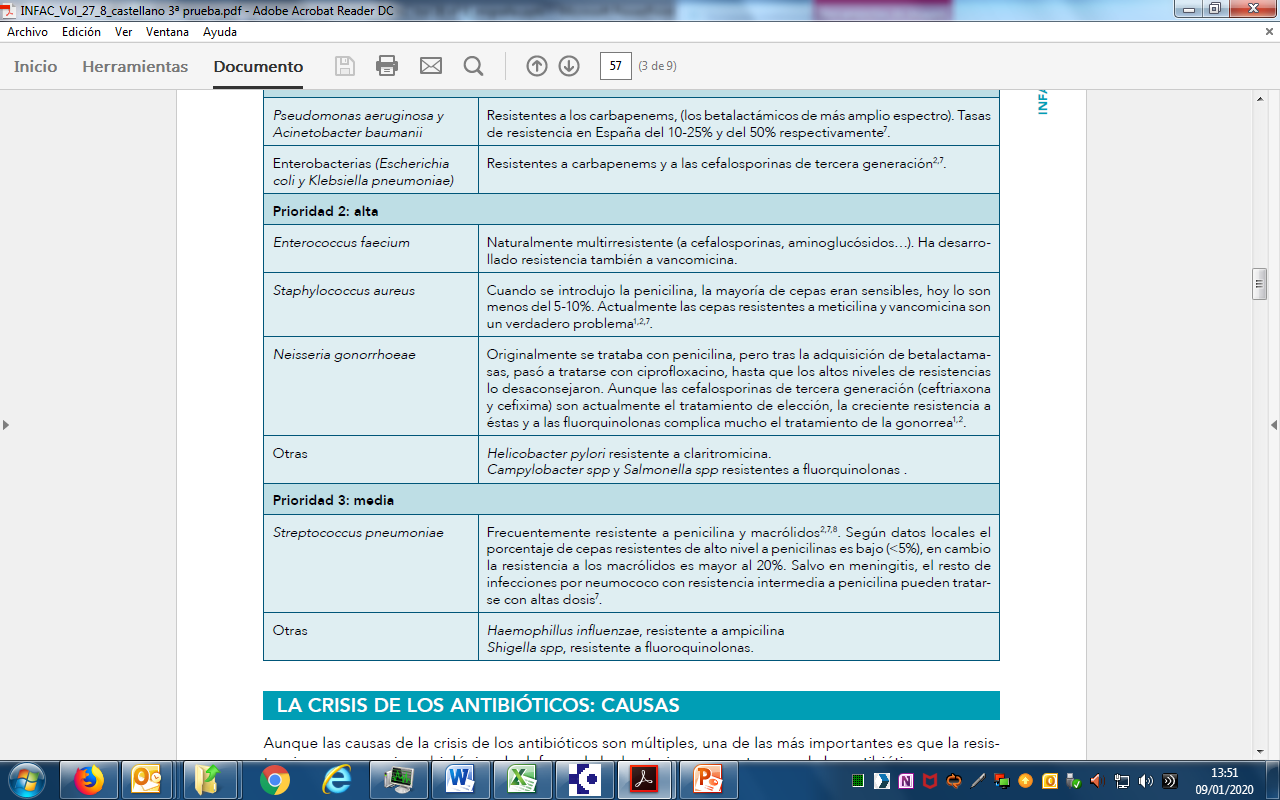 INFAC_Vol_27_8_castellano 3ª prueba.pdf - Adobe Acrobat Reader DC
Archivo Edición Ver Ventana Ayuda
Inicio Herramientas Documento 57 (3 de 9)
INFA
Pseudomonas aeruginosa y
Acinetobacter baumanii
Resistentes a los carbapenems, (los betalactámicos de más amplio espectro). Tasas
de resistencia en España del 10-25% y del 50% respectivamente7.
Enterobacterias (Escherichia
coli y Klebsiella pneumoniae)
Resistentes a carbapenems y a las cefalosporinas de tercera generación2,7.
Prioridad 2: alta
Enterococcus faecium
Naturalmente multirresistente (a cefalosporinas, aminoglucósidos...). Ha desarro-
llado resistencia también a vancomicina.
Staphylococcus aureus
Cuando se introdujo la penicilina, la mayoría de cepas eran sensibles, hoy lo son
menos del 5-10%. Actualmente las cepas resistentes a meticilina y vancomicina son
un verdadero problema1,2,7.
Neisseria gonorrhoeae
Originalmente se trataba con penicilina, pero tras la adquisición de betalactama-
sas, pasó a tratarse con ciprofloxacino, hasta que los altos niveles de resistencias
lo desaconsejaron. Aunque las cefalosporinas de tercera generación (ceftriaxona
y cefixima) son actualmente el tratamiento de elección, la creciente resistencia a
éstas y a las fluorquinolonas complica mucho el tratamiento de la gonorrea1,2.
Otras
Helicobacter pylori resistente a claritromicina.
Campylobacter spp y Salmonella spp resistentes a fluorquinolonas .
Prioridad 3: media
Streptococcus pneumoniae
Frecuentemente resistente a penicilina y macrólidos2,7,8. Según datos locales el
porcentaje de cepas resistentes de alto nivel a penicilinas es bajo (<5%), en cambio
la resistencia a los macrólidos es mayor al 20%. Salvo en meningitis, el resto de
infecciones por neumococo con resistencia intermedia a penicilina pueden tratar-
se con altas dosis7.
Otras
Haemophillus influenzae, resistente a ampicilina
Shigella spp, resistente a fluoroquinolonas.
LA CRISIS DE LOS ANTIBIÓTICOS: CAUSAS
Aunque las causas de la crisis de los antibióticos son múltiples, una de las más importantes es que la resis-
13:51
09/01/2020